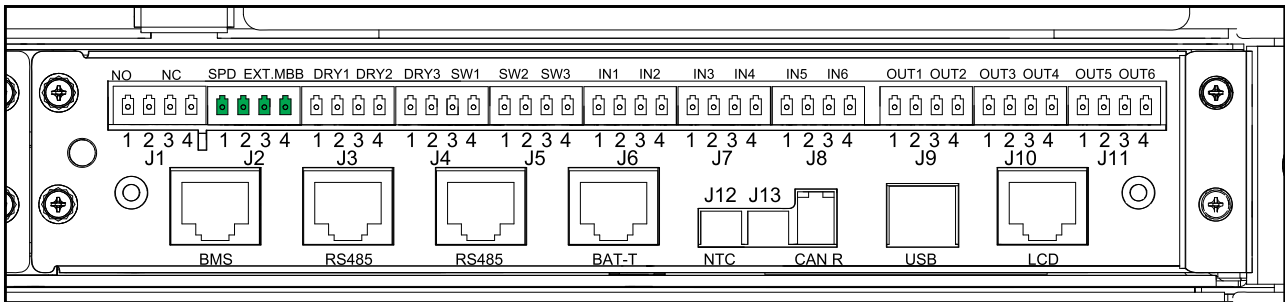 NO NC SPD EXT.MBB DRY1 DRY2 DRY3 SW1 SW2 SW3 IN1 IN2 IN3 IN4 IN5 IN6 OUT1 OUT2 OUT3 OUT4 OUT5 OUT6
1 2 3 4 1 2 3 4 1 2 3 4 1 2 3 4 1 2 3 4 1 2 3 4 1 2 3 4 1 2 3 4 1 2 3 4 1 2 3 4 1 2 3 4
J1 J2 J3 J4 J5 J6 J7 J8 J9 J10 J11
J12 J13
BMS RS485 RS485 BAT-T NTC CAN R USB LCD